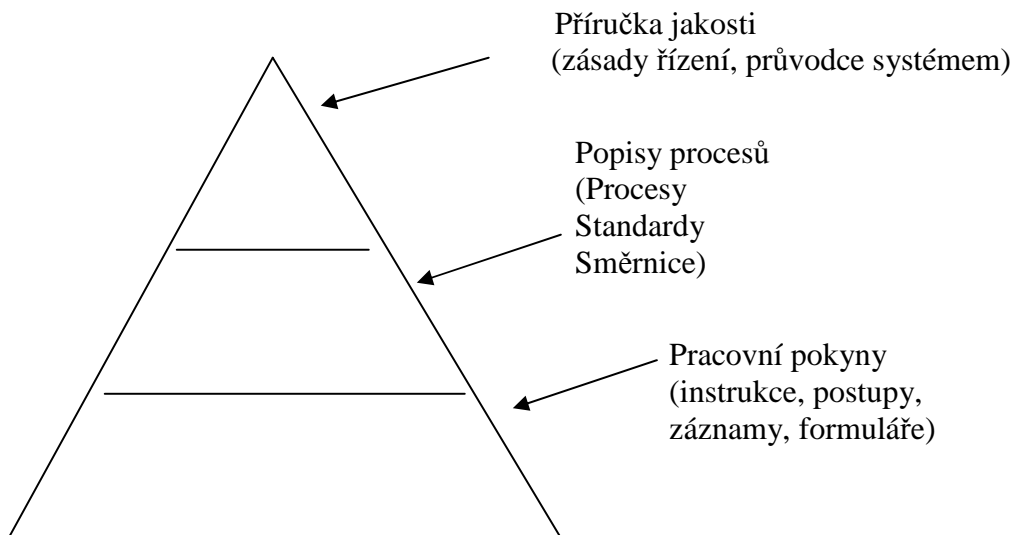 Příručka jakosti
(zásady řízení, průvodce systémem)
Popisy procesů
(Procesy
Standardy
Směrnice)
Pracovní pokyny
(instrukce, postupy,
záznamy, formuláře)